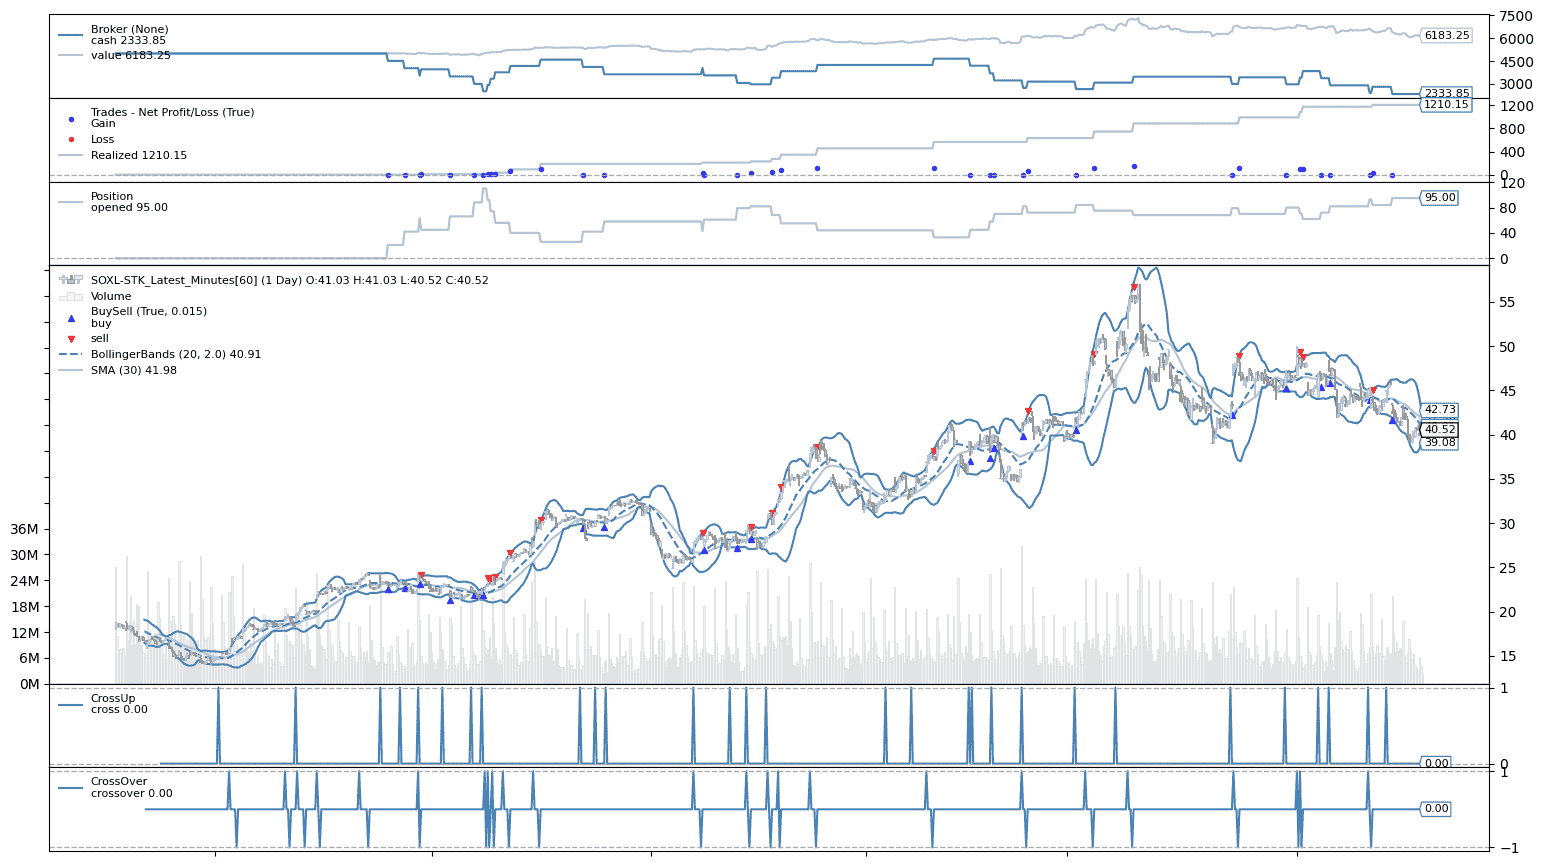 Broker (None)
cash 2333.85
value 6183.25
7500
6000
4500
3000
6183.25
2333.85
Trades - Net Profit/Loss (True)
Gain
Loss
Realized 1210.15
1210.15
1200
800
400
0
Position
opened 95.00
120
80
40
0
95.00
SOXL-STK_Latest_Minutes[60] (1 Day) O:41.03 H:41.03 L:40.52 C:40.52
Volume
BuySell (True, 0.015)
buy
sell
BollingerBands (20, 2.0) 40.91
SMA (30) 41.98
55
50
45
40
35
30
25
20
15
42.73
40.52
39.08
36M
30M
24M
18M
12M
6M
0M
CrossUp
cross 0.00
1
0
0.00
CrossOver
crossover 0.00
1
0.00
−1